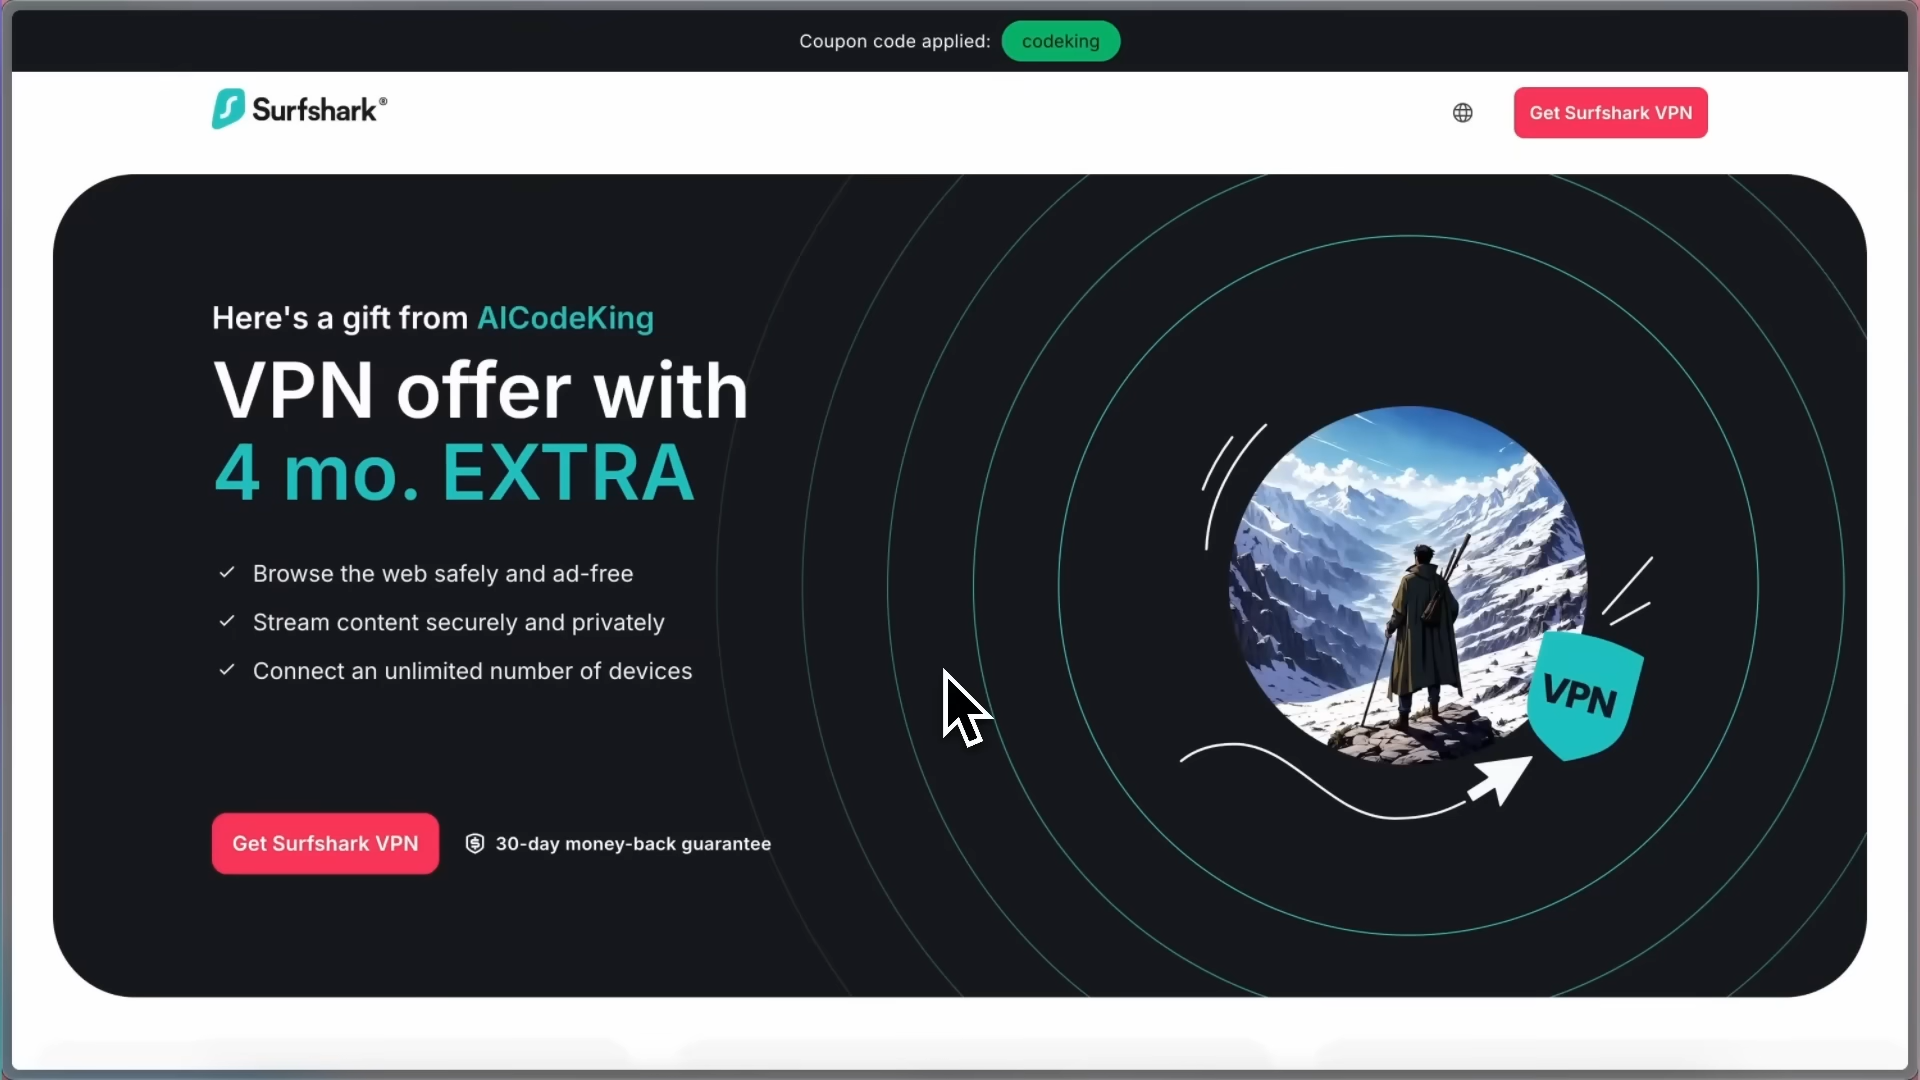 Coupon code applied: codeking
Surfshark®
Get Surfshark VPN
Here's a gift from AICodeKing
VPN offer with
4 mo. EXTRA
Browse the web safely and ad-free
Stream content securely and privately
Connect an unlimited number of devices
VPN
Get Surfshark VPN
30-day money-back guarantee